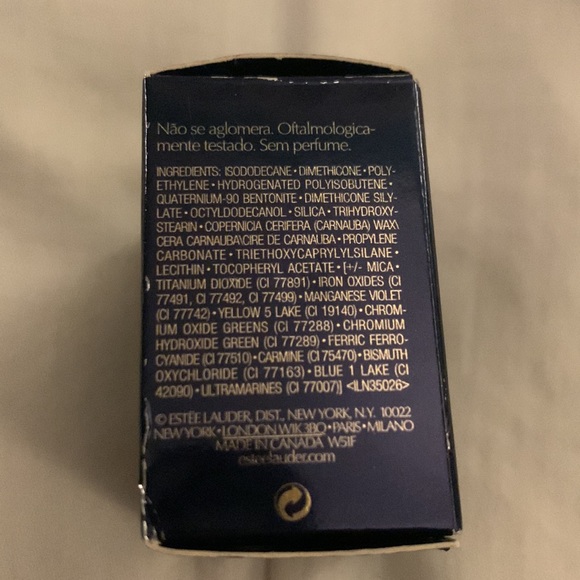 Não se aglomera. Oftalmologica-
mente testado. Sem perfume.
INGREDIENTS: ISODODECANE • DIMETHICONE • POLY-
ETHYLENE • HYDROGENATED POLYISOBUTENE •
QUATERNIUM-90 BENTONITE • DIMETHICONE SILY-
LATE • OCTYLDODECANOL • SILICA • TRIHYDROXY-
STEARIN • COPERNICIA CERIFERA (CARNAUBA) WAX\
CERA CARNAUBA\CIRE DE CARNAUBA • PROPYLENE
CARBONATE • TRIETHOXYCAPRYLYLSILANE •
LECITHIN • TOCOPHERYL ACETATE • [+/- MICA •
TITANIUM DIOXIDE (CI 77891) • IRON OXIDES (CI
77491, CI 77492, CI 77499) • MANGANESE VIOLET
(CI 77742) • YELLOW 5 LAKE (CI 19140) • CHROM-
IUM OXIDE GREENS (CI 77288) • CHROMIUM
HYDROXIDE GREEN (CI 77289) • FERRIC FERRO-
CYANIDE (CI 77510) • CARMINE (CI 75470) • BISMUTH
OXYCHLORIDE (CI 77163) • BLUE 1 LAKE (CI
42090) • ULTRAMARINES (CI 77007)] <ILN35026>
© ESTÉE LAUDER, DIST., NEW YORK, N.Y. 10022
NEW YORK • LONDON W1K3BQ • PARIS • MILANO
MADE IN CANADA W51F
esteelauder.com